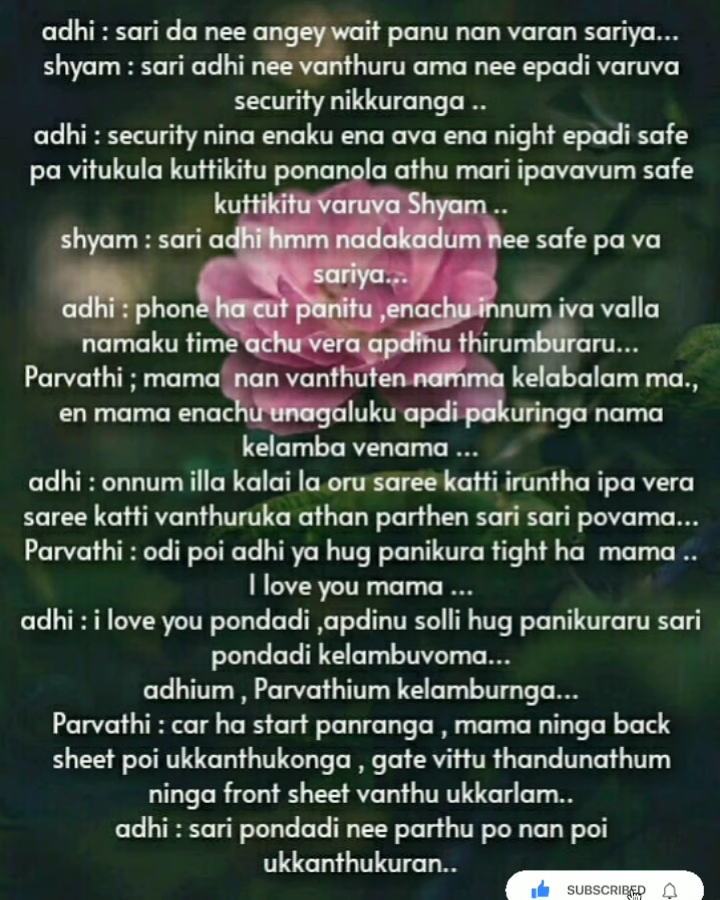 adhi : sari da nee angey wait panu nan varan sariya...
shyam : sari adhi nee vanthuru ama nee epadi varuva
security nikkuranga ..
adhi : security nina enaku ena ava ena night epadi safe
pa vitukula kuttikitu ponanola athu mari ipavavum safe
kuttikitu varuva Shyam ..
shyam : sari adhi hmm nadakadum nee safe pa va
sariya...
adhi : phone ha cut panitu ,enachu innum iva valla
namaku time achu vera apdinu thirumburaru...
Parvathi ; mama nan vanthuten namma kelabalam ma.,
en mama enachu unagaluku apdi pakuringa nama
kelamba venama ...
adhi : onnum illa kalai la oru saree katti iruntha ipa vera
saree katti vanthuruka athan parthen sari sari povama...
Parvathi : odi poi adhi ya hug panikura tight ha mama ..
I love you mama ...
adhi : i love you pondadi ,apdinu solli hug panikuraru sari
pondadi kelambuvoma...
adhium , Parvathium kelamburnga...
Parvathi : car ha start panranga , mama ninga back
sheet poi ukkanthukonga , gate vittu thandunathum
ninga front sheet vanthu ukkarlam..
adhi : sari pondadi nee parthu po nan poi
ukkanthukuran..
SUBSCRIBED